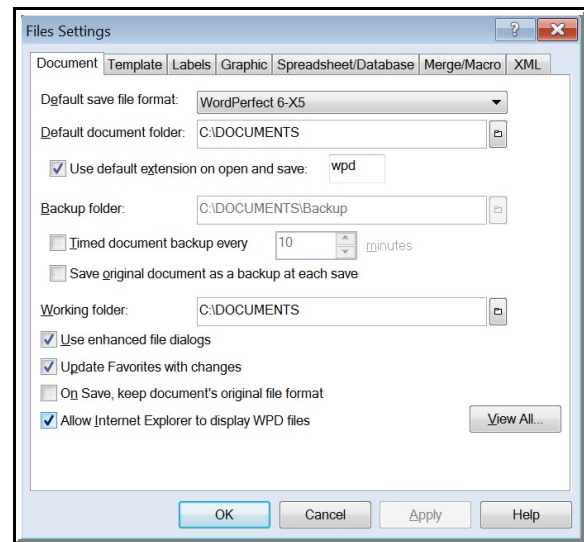 Files Settings
Document Template Labels Graphic Spreadsheet/Database Merge/Macro XML
Default save file format: WordPerfect 6-X5
Default document folder: C:\DOCUMENTS
Use default extension on open and save: wpd
Backup folder: C:\DOCUMENTS\Backup
Timed document backup every 10 minutes
Save original document as a backup at each save
Working folder: C:\DOCUMENTS
Use enhanced file dialogs
Update Favorites with changes
On Save, keep document's original file format
Allow Internet Explorer to display WPD files
View All...
OK Cancel Apply Help